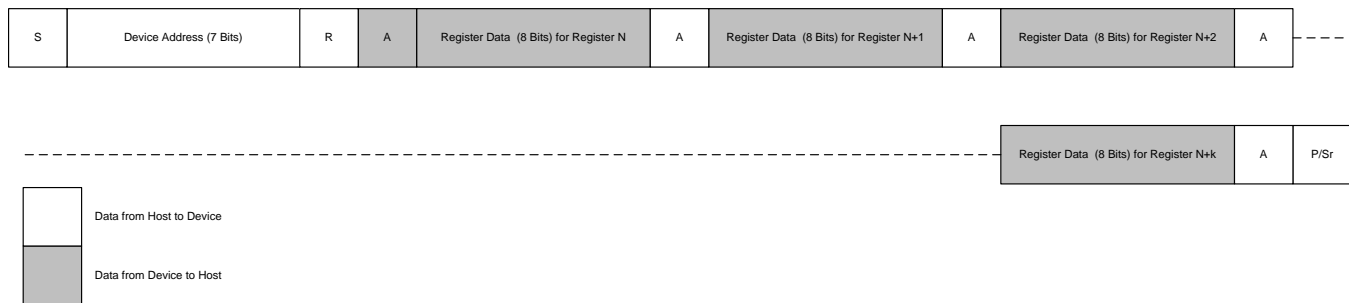 S Device Address (7 Bits) R A Register Data (8 Bits) for Register N A Register Data (8 Bits) for Register N+1 A Register Data (8 Bits) for Register N+2 A
Register Data (8 Bits) for Register N+k A P/Sr
Data from Host to Device
Data from Device to Host